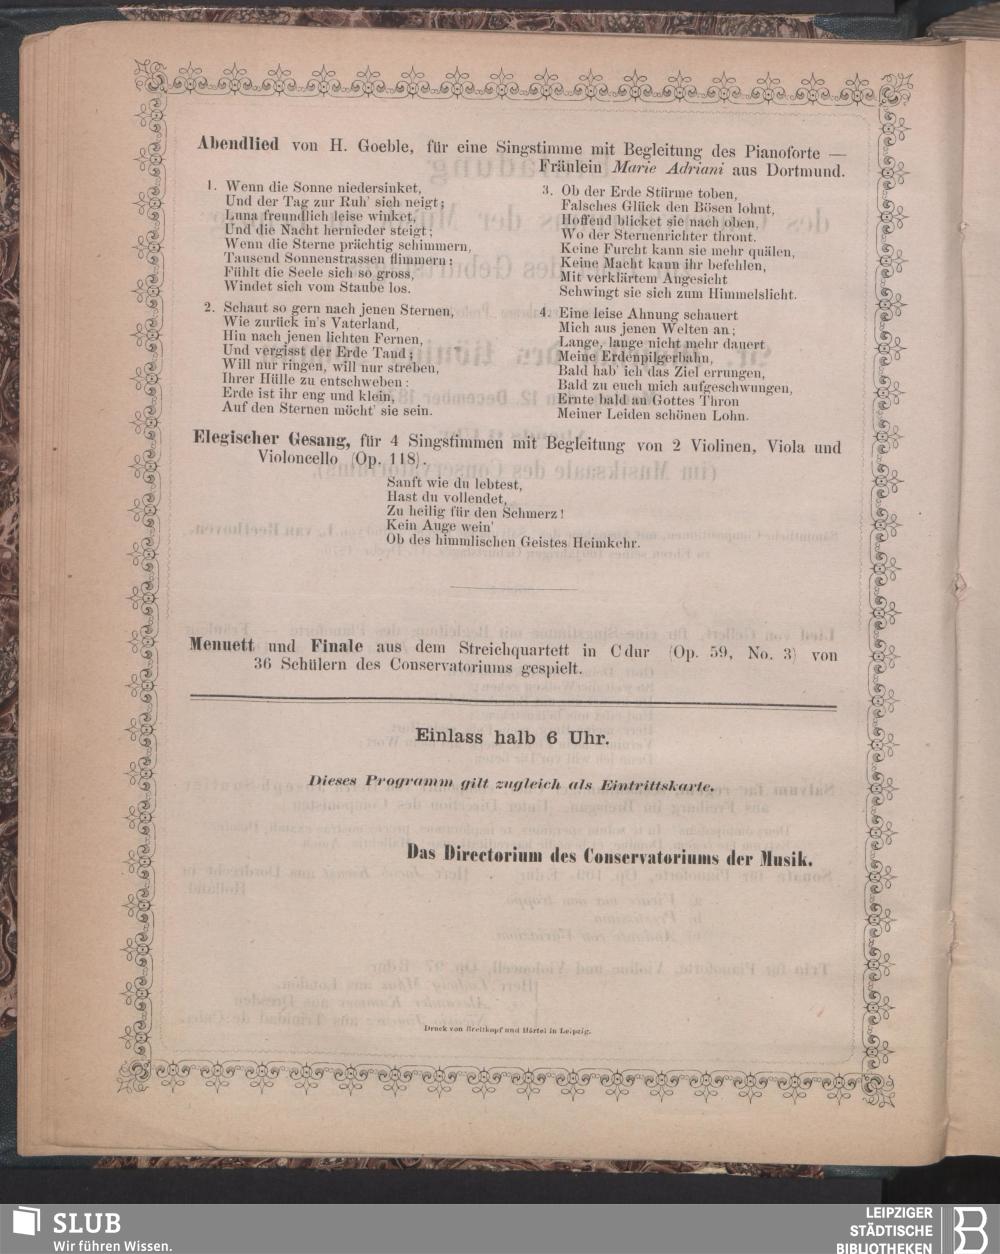 Abendlied von H. Goeble, für eine Singstimme mit Begleitung des Pianoforte —
Fräulein Marie Adriani aus Dortmund.
1. Wenn die Sonne niedersinket,
Und der Tag zur Ruh' sich neigt;
Luna freundlich leise winket,
Und die Nacht hernieder steigt;
Wenn die Sterne prächtig schimmern,
Tausend Sonnenstrassen flimmern:
Fühlt die Seele sich so gross,
Windet sich vom Staube los.
2. Schaut so gern nach jenen Sternen,
Wie zurück in's Vaterland,
Hin nach jenen lichten Fernen,
Und vergisst der Erde Tand;
Will nur ringen, will nur streben,
Ihrer Hülle zu entschweben:
Erde ist ihr eng und klein,
Auf den Sternen möcht' sie sein.
3. Ob der Erde Stürme toben,
Falsches Glück den Bösen lohnt,
Hoffend blicket sie nach oben,
Wo der Sternenrichter thront.
Keine Furcht kann sie mehr quälen,
Keine Macht kann ihr befehlen,
Mit verklärtem Angesicht
Schwingt sie sich zum Himmelslicht.
4. Eine leise Ahnung schauert
Mich aus jenen Welten an;
Lange, lange nicht mehr dauert
Meine Erdenpilgerbahn,
Bald hab' ich das Ziel errungen,
Bald zu euch mich aufgeschwungen,
Ernte bald an Gottes Thron
Meiner Leiden schönen Lohn.
Elegischer Gesang, für 4 Singstimmen mit Begleitung von 2 Violinen, Viola und
Violoncello (Op. 118).
Sanft wie du lebtest,
Hast du vollendet,
Zu heilig für den Schmerz!
Kein Auge wein'
Ob des himmlischen Geistes Heimkehr.
Menuett und Finale aus dem Streichquartett in C dur (Op. 59, No. 3) von
36 Schülern des Conservatoriums gespielt.
Einlass halb 6 Uhr.
Dieses Programm gilt zugleich als Eintrittskarte.
Das Directorium des Conservatoriums der Musik.
Druck von Breitkopf und Härtel in Leipzig.
SLUB
Wir führen Wissen.
LEIPZIGER
STÄDTISCHE
BIBLIOTHEKEN